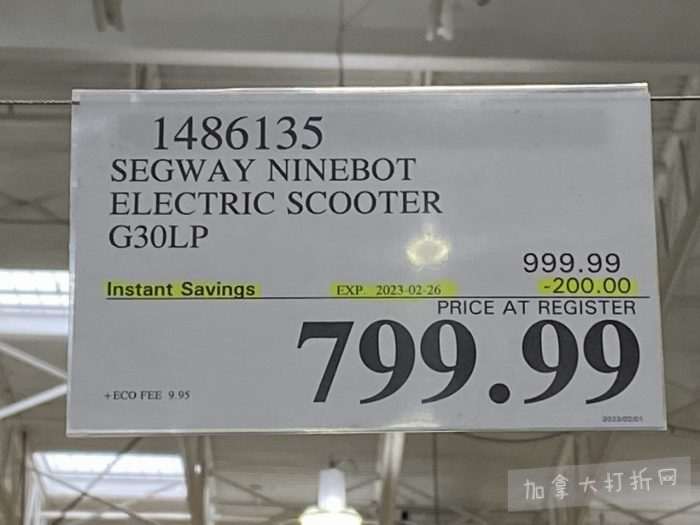 1486135
SEGWAY NINEBOT
ELECTRIC SCOOTER
G30LP
999.99
Instant Savings EXP. 2023-02-26 -200.00
PRICE AT REGISTER
799.99
+ECO FEE 9.95
2023/02/01
加拿大打折网